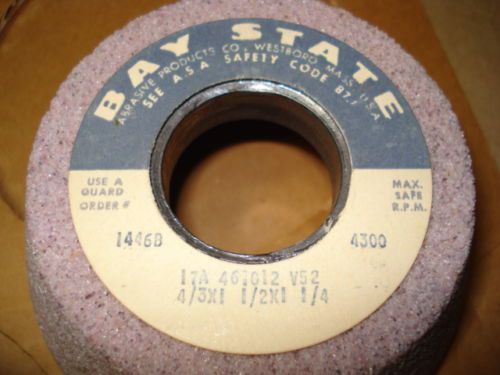 BAY STATE
ABRASIVE PRODUCTS CO., WESTBORO, MASS., U.S.A.
SEE A.S.A. SAFETY CODE B7.1
USE A
GUARD
ORDER #
MAX.
SAFE
R.P.M.
1446B
4300
17A 461012 V52
4/3X1 1/2X1 1/4